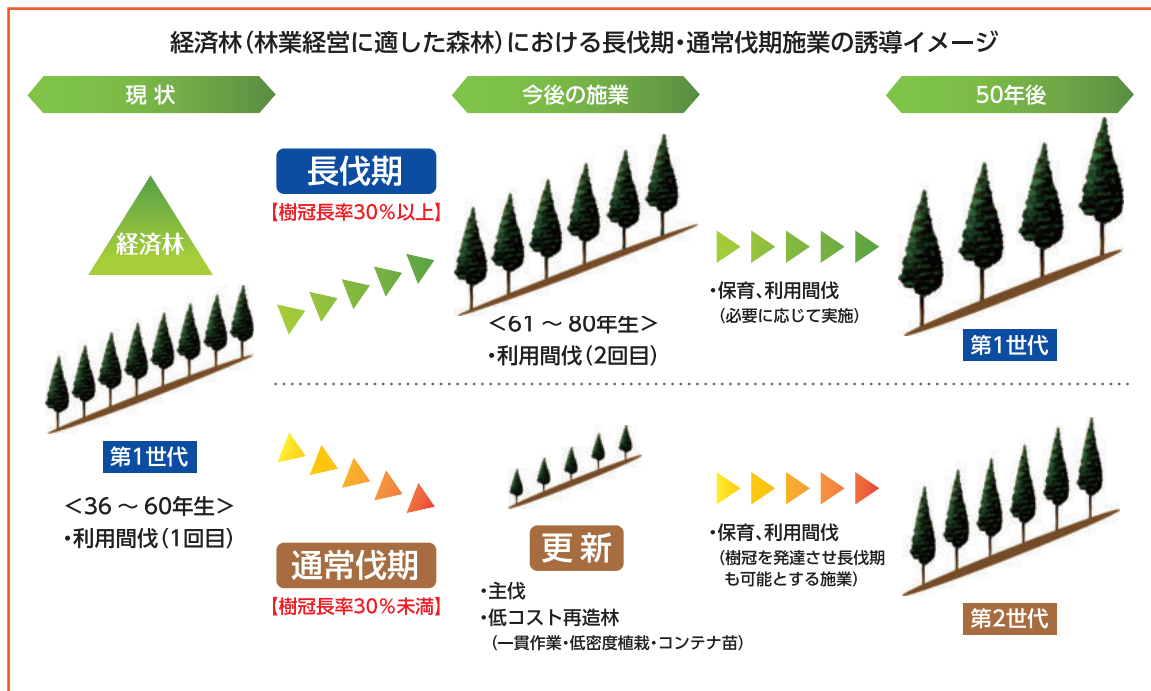 経済林(林業経営に適した森林)における長伐期・通常伐期施業の誘導イメージ
現 状
今後の施業
50年後
経済林
第1世代
<36 ～ 60年生>
・利用間伐(1回目)
長伐期
【樹冠長率30%以上】
<61 ～ 80年生>
・利用間伐(2回目)
・保育、利用間伐
(必要に応じて実施)
第1世代
通常伐期
【樹冠長率30%未満】
更 新
・主伐
・低コスト再造林
(一貫作業・低密度植栽・コンテナ苗)
・保育、利用間伐
(樹冠を発達させ長伐期
も可能とする施業)
第2世代